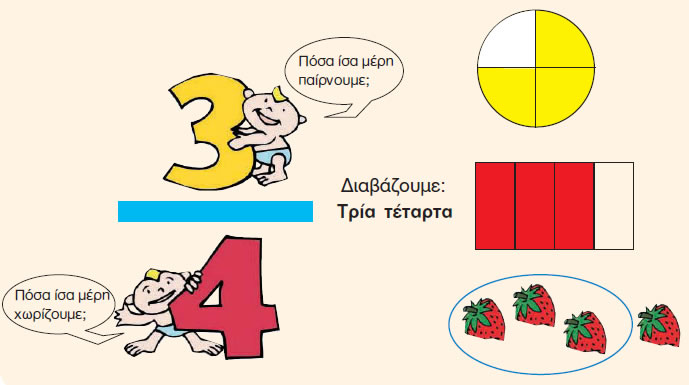 Πόσα ίσα μέρη
παίρνουμε;
3
Διαβάζουμε:
Τρία τέταρτα
4
Πόσα ίσα μέρη
χωρίζουμε;